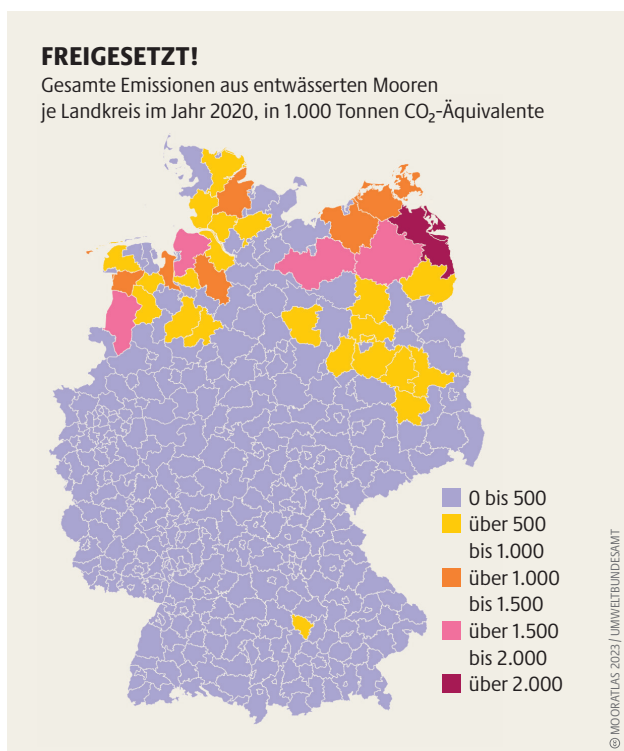 FREIGESETZT!
Gesamte Emissionen aus entwässerten Mooren
je Landkreis im Jahr 2020, in 1.000 Tonnen CO₂-Äquivalente
0 bis 500
über 500
bis 1.000
über 1.000
bis 1.500
über 1.500
bis 2.000
über 2.000
© MOORATLAS 2023 / UMWELTBUNDESAMT